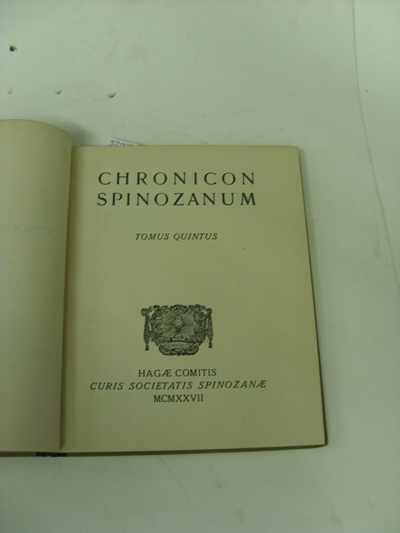 CHRONICON
SPINOZANUM
TOMUS QUINTUS
HAGÆ COMITIS
CURIS SOCIETATIS SPINOZANÆ
MCMXXVII